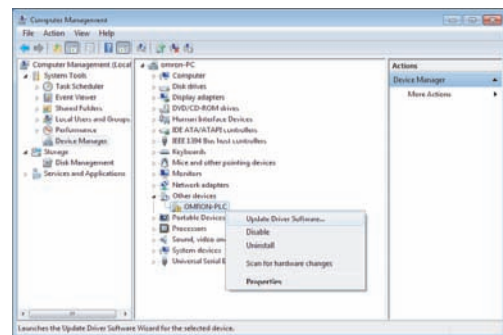 Computer Management
File Action View Help
Computer Management (Local
System Tools
Task Scheduler
Event Viewer
Shared Folders
Local Users and Groups
Performance
Device Manager
Storage
Disk Management
Services and Applications
omron-PC
Computer
Disk drives
Display adapters
DVD/CD-ROM drives
Human Interface Devices
IDE ATA/ATAPI controllers
IEEE 1394 Bus host controllers
Keyboards
Mice and other pointing devices
Monitors
Network adapters
Other devices
OMRON-PLC
Portable Devices
Processors
Sound, video an
System devices
Universal Serial B
Update Driver Software...
Disable
Uninstall
Scan for hardware changes
Properties
Actions
Device Manager
More Actions
Launches the Update Driver Software Wizard for the selected device.